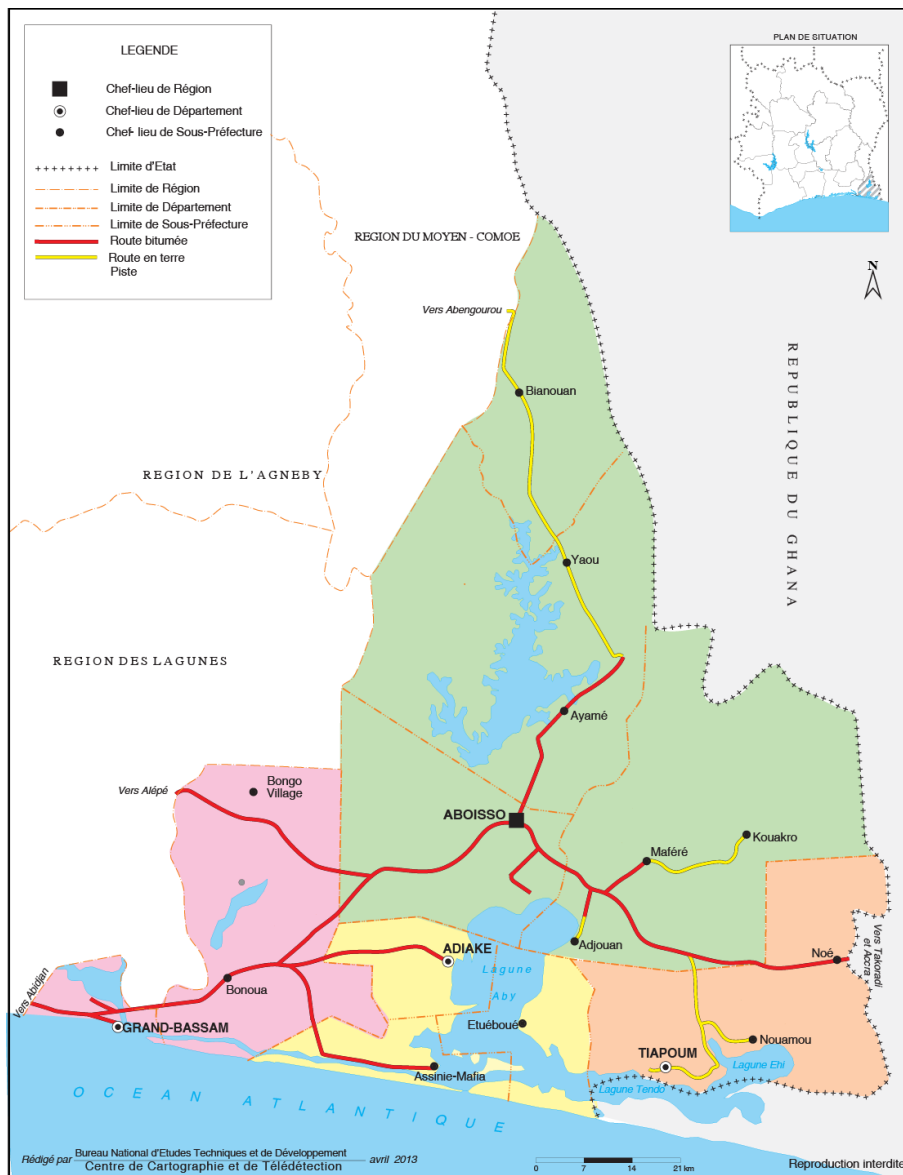 LEGENDE
Chef-lieu de Région
Chef-lieu de Département
Chef- lieu de Sous-Préfecture
Limite d'Etat
Limite de Région
Limite de Département
Limite de Sous-Préfecture
Route bitumée
Route en terre
Piste
PLAN DE SITUATION
N
REGION DU MOYEN - COMOE
Vers Abengourou
REPUBLIQUE DU GHANA
Bianouan
REGION DE L'AGNEBY
Yaou
REGION DES LAGUNES
Ayamé
Vers Alépé
Bongo
Village
ABOISSO
Kouakro
Maféré
Adjouan
Vers Takoradi
et Accra
Noé
ADIAKE
Lagune
Aby
Bonoua
Vers Abidjan
GRAND-BASSAM
Etuéboué
Nouamou
TIAPOUM
Lagune Ehi
Assinie-Mafia
Lagune Tendo
OCEAN ATLANTIQUE
Rédigé par Bureau National d'Etudes Techniques et de Développement
Centre de Cartographie et de Télédétection
avril 2013
0 7 14 21 km
Reproduction interdite